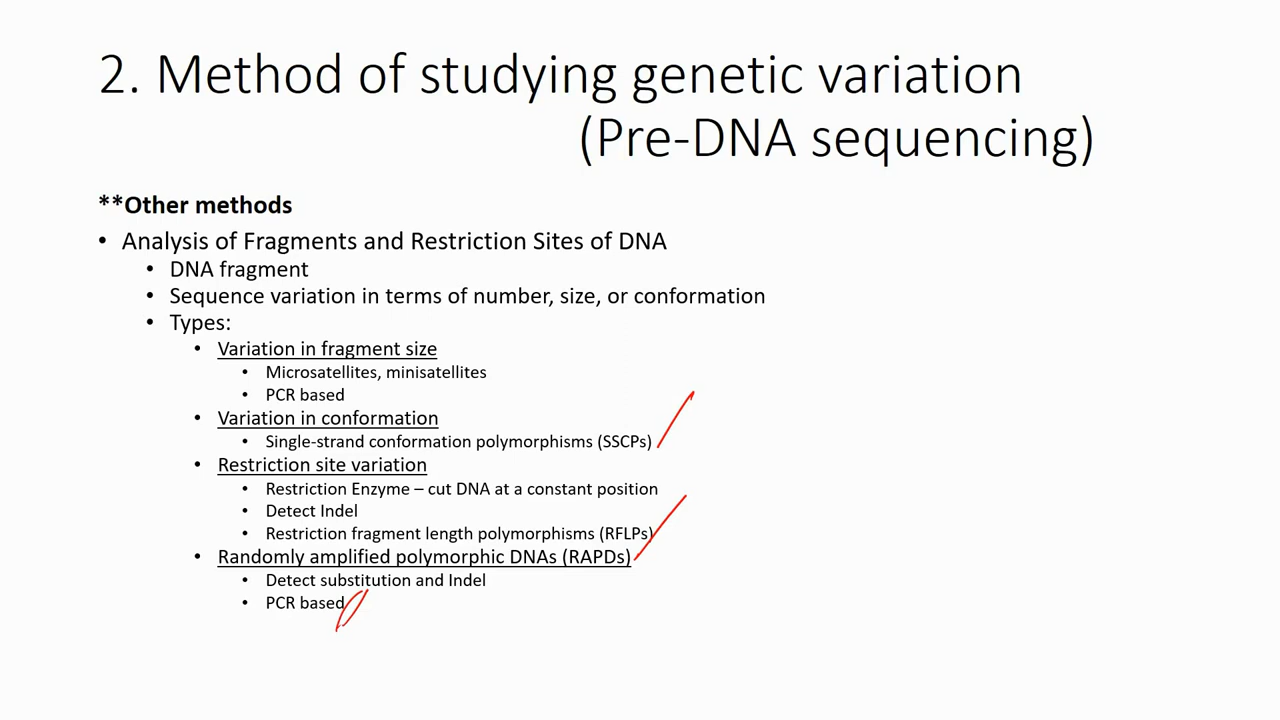 2. Method of studying genetic variation
(Pre-DNA sequencing)
**Other methods
• Analysis of Fragments and Restriction Sites of DNA
• DNA fragment
• Sequence variation in terms of number, size, or conformation
• Types:
• Variation in fragment size
• Microsatellites, minisatellites
• PCR based
• Variation in conformation
• Single-strand conformation polymorphisms (SSCPs)
• Restriction site variation
• Restriction Enzyme – cut DNA at a constant position
• Detect Indel
• Restriction fragment length polymorphisms (RFLPs)
• Randomly amplified polymorphic DNAs (RAPDs)
• Detect substitution and Indel
• PCR based